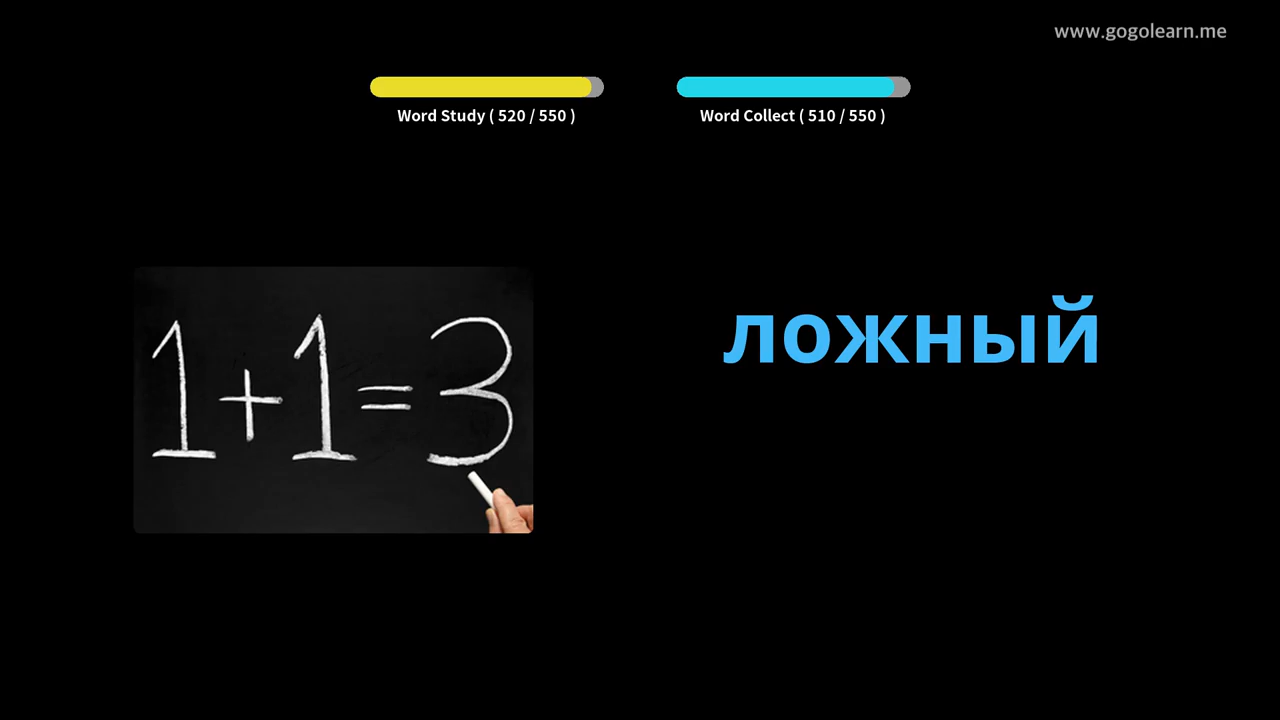 www.gogolearn.me
Word Study ( 520 / 550 )
Word Collect ( 510 / 550 )
1+1=3
ложный